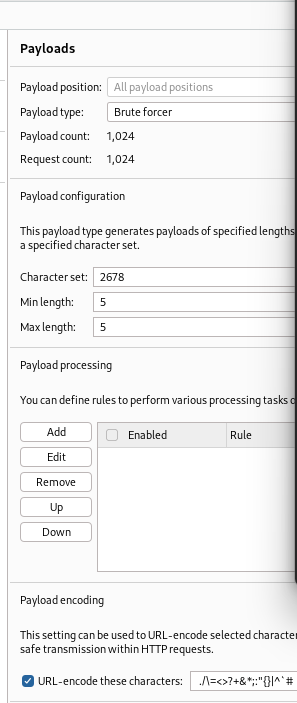 Payloads
Payload position: All payload positions
Payload type: Brute forcer
Payload count: 1,024
Request count: 1,024
Payload configuration
This payload type generates payloads of specified lengths
a specified character set.
Character set: 2678
Min length: 5
Max length: 5
Payload processing
You can define rules to perform various processing tasks o
Add
Enabled Rule
Edit
Remove
Up
Down
Payload encoding
This setting can be used to URL-encode selected character
safe transmission within HTTP requests.
URL-encode these characters: ./\=<>?+&*;:"{}|^`#